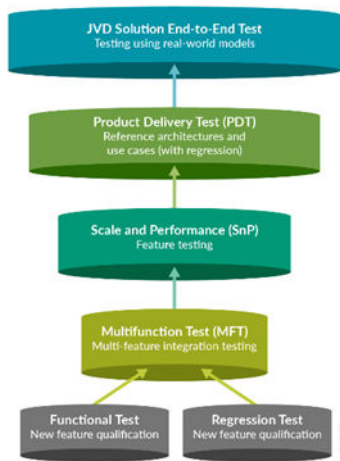 JVD Solution End-to-End Test
Testing using real-world models
Product Delivery Test (PDT)
Reference architectures and
use cases (with regression)
Scale and Performance (SnP)
Feature testing
Multifunction Test (MFT)
Multi-feature integration testing
Functional Test
New feature qualification
Regression Test
New feature qualification